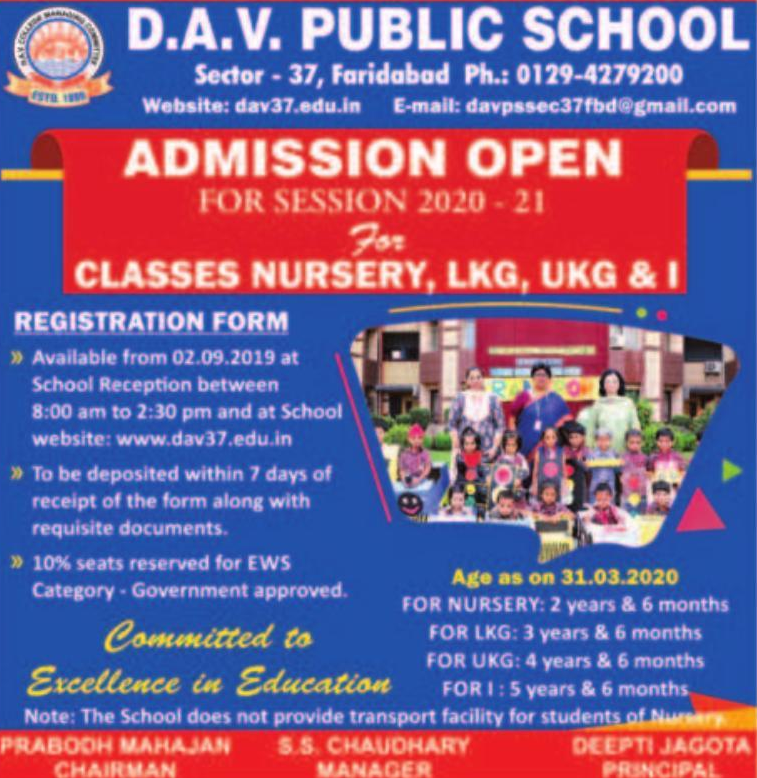 D.A.V. COLLEGE MANAGING COMMITTEE
ESTD. 1886
D.A.V. PUBLIC SCHOOL
Sector - 37, Faridabad Ph.: 0129-4279200
Website: dav37.edu.in E-mail: davpssec37fbd@gmail.com
ADMISSION OPEN
FOR SESSION 2020 - 21
For
CLASSES NURSERY, LKG, UKG & I
REGISTRATION FORM
» Available from 02.09.2019 at
School Reception between
8:00 am to 2:30 pm and at School
website: www.dav37.edu.in
» To be deposited within 7 days of
receipt of the form along with
requisite documents.
» 10% seats reserved for EWS
Category - Government approved.
Committed to
Excellence in Education
Age as on 31.03.2020
FOR NURSERY: 2 years & 6 months
FOR LKG: 3 years & 6 months
FOR UKG: 4 years & 6 months
FOR I : 5 years & 6 months
Note: The School does not provide transport facility for students of Nursery.
PRABODH MAHAJAN S.S. CHAUDHARY DEEPTI JAGOTA
CHAIRMAN MANAGER PRINCIPAL